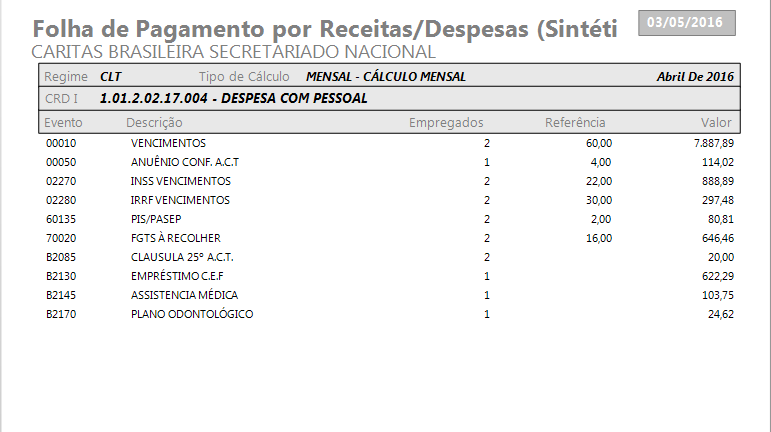 Folha de Pagamento por Receitas/Despesas (Sintéti
03/05/2016
CARITAS BRASILEIRA SECRETARIADO NACIONAL
Regime CLT Tipo de Cálculo MENSAL - CÁLCULO MENSAL Abril De 2016
CRD I 1.01.2.02.17.004 - DESPESA COM PESSOAL
Evento Descrição Empregados Referência Valor
00010 VENCIMENTOS 2 60,00 7.887,89
00050 ANUÊNIO CONF. A.C.T 1 4,00 114,02
02270 INSS VENCIMENTOS 2 22,00 888,89
02280 IRRF VENCIMENTOS 2 30,00 297,48
60135 PIS/PASEP 2 2,00 80,81
70020 FGTS À RECOLHER 2 16,00 646,46
B2085 CLAUSULA 25º A.C.T. 2 20,00
B2130 EMPRÉSTIMO C.E.F 1 622,29
B2145 ASSISTENCIA MÉDICA 1 103,75
B2170 PLANO ODONTOLÓGICO 1 24,62